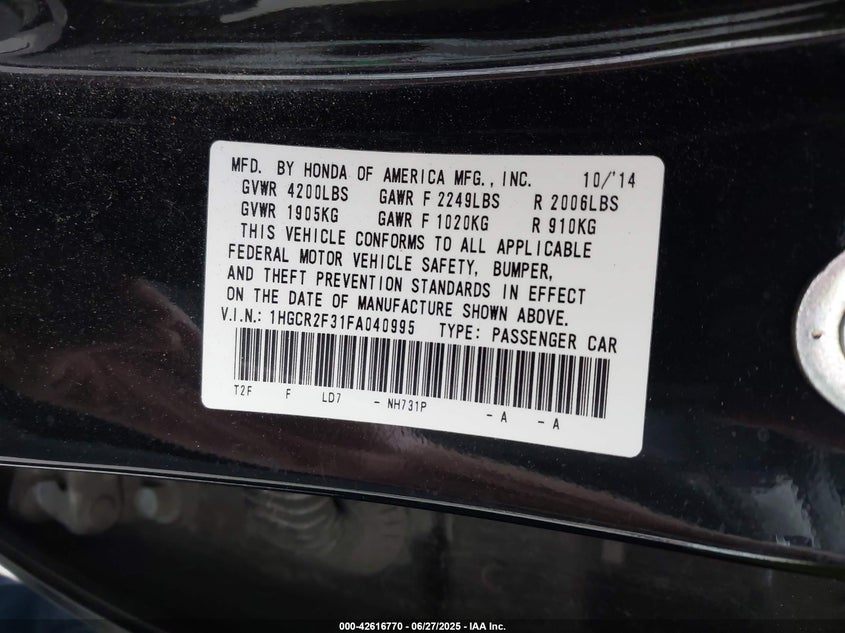 MFD. BY HONDA OF AMERICA MFG., INC. 10/'14
GVWR 4200LBS GAWR F 2249LBS R 2006LBS
GVWR 1905KG GAWR F 1020KG R 910KG
THIS VEHICLE CONFORMS TO ALL APPLICABLE
FEDERAL MOTOR VEHICLE SAFETY, BUMPER,
AND THEFT PREVENTION STANDARDS IN EFFECT
ON THE DATE OF MANUFACTURE SHOWN ABOVE.
V.I.N.: 1HGCR2F31FA040995 TYPE: PASSENGER CAR
T2F F LD7 - NH731P - A - A
000-42616770 | 06/27/2025 - IAA Inc.